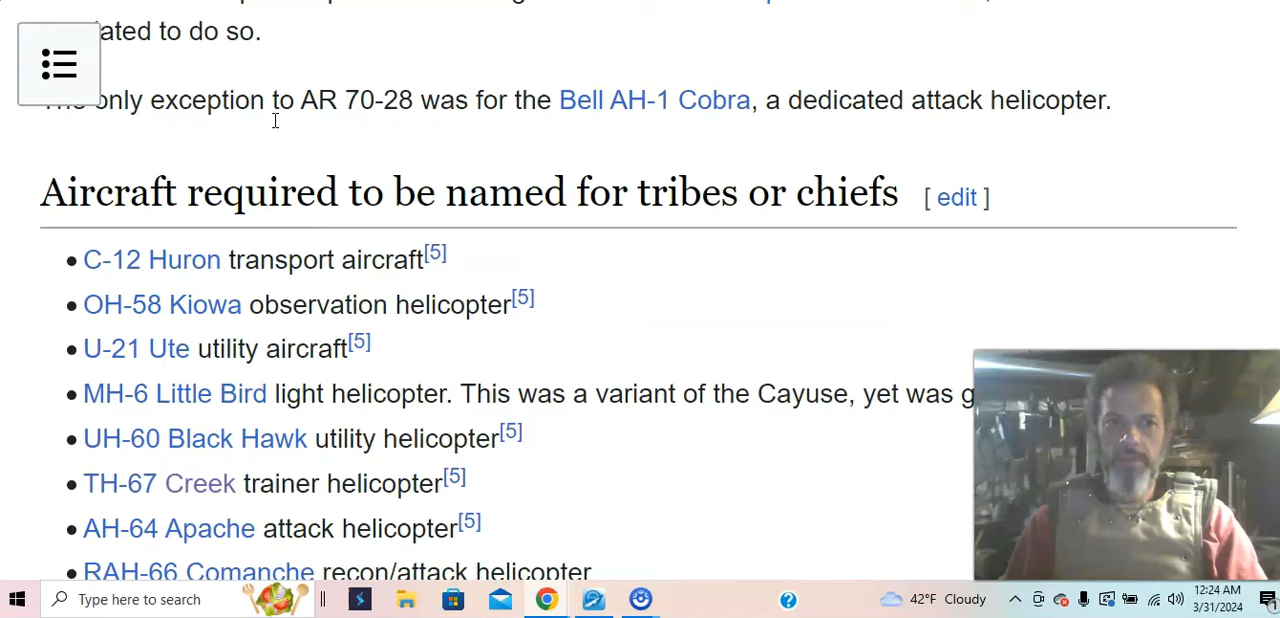 ated to do so.
only exception to AR 70-28 was for the Bell AH-1 Cobra, a dedicated attack helicopter.
Aircraft required to be named for tribes or chiefs [ edit ]
• C-12 Huron transport aircraft[5]
• OH-58 Kiowa observation helicopter[5]
• U-21 Ute utility aircraft[5]
• MH-6 Little Bird light helicopter. This was a variant of the Cayuse, yet was g
• UH-60 Black Hawk utility helicopter[5]
• TH-67 Creek trainer helicopter[5]
• AH-64 Apache attack helicopter[5]
• RAH-66 Comanche recon/attack helicopter
Type here to search
42°F Cloudy
12:24 AM
3/31/2024